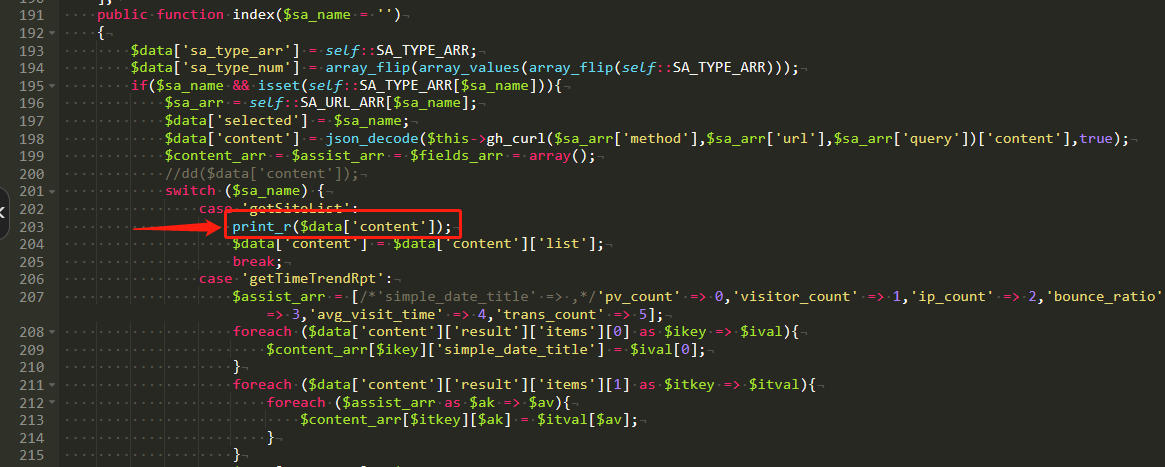 191 public function index($sa_name = '')
192 {
193 $data['sa_type_arr'] = self::SA_TYPE_ARR;
194 $data['sa_type_num'] = array_flip(array_values(array_flip(self::SA_TYPE_ARR)));
195 if($sa_name && isset(self::SA_TYPE_ARR[$sa_name])){
196 $sa_arr = self::SA_URL_ARR[$sa_name];
197 $data['selected'] = $sa_name;
198 $data['content'] = json_decode($this->gh_curl($sa_arr['method'],$sa_arr['url'],$sa_arr['query'])['content'],true);
199 $content_arr = $assist_arr = $fields_arr = array();
200 //dd($data['content']);
201 switch ($sa_name) {
202 case 'getSiteList':
203 print_r($data['content']);
204 $data['content'] = $data['content']['list'];
205 break;
206 case 'getTimeTrendRpt':
207 $assist_arr = [/*'simple_date_title' => ,*/'pv_count' => 0,'visitor_count' => 1,'ip_count' => 2,'bounce_ratio'
=> 3,'avg_visit_time' => 4,'trans_count' => 5];
208 foreach ($data['content']['result']['items'][0] as $ikey => $ival){
209 $content_arr[$ikey]['simple_date_title'] = $ival[0];
210 }
211 foreach ($data['content']['result']['items'][1] as $itkey => $itval){
212 foreach ($assist_arr as $ak => $av){
213 $content_arr[$itkey][$ak] = $itval[$av];
214 }
215 }